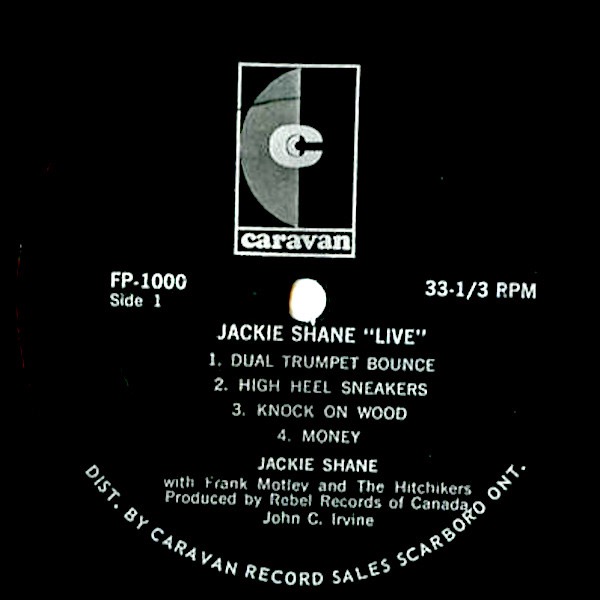 C
caravan
FP-1000
Side 1
33-1/3 RPM
JACKIE SHANE "LIVE"
1. DUAL TRUMPET BOUNCE
2. HIGH HEEL SNEAKERS
3. KNOCK ON WOOD
4. MONEY
JACKIE SHANE
with Frank Motley and The Hitchikers
Produced by Rebel Records of Canada
John C. Irvine
DIST. BY CARAVAN RECORD SALES SCARBORO ONT.